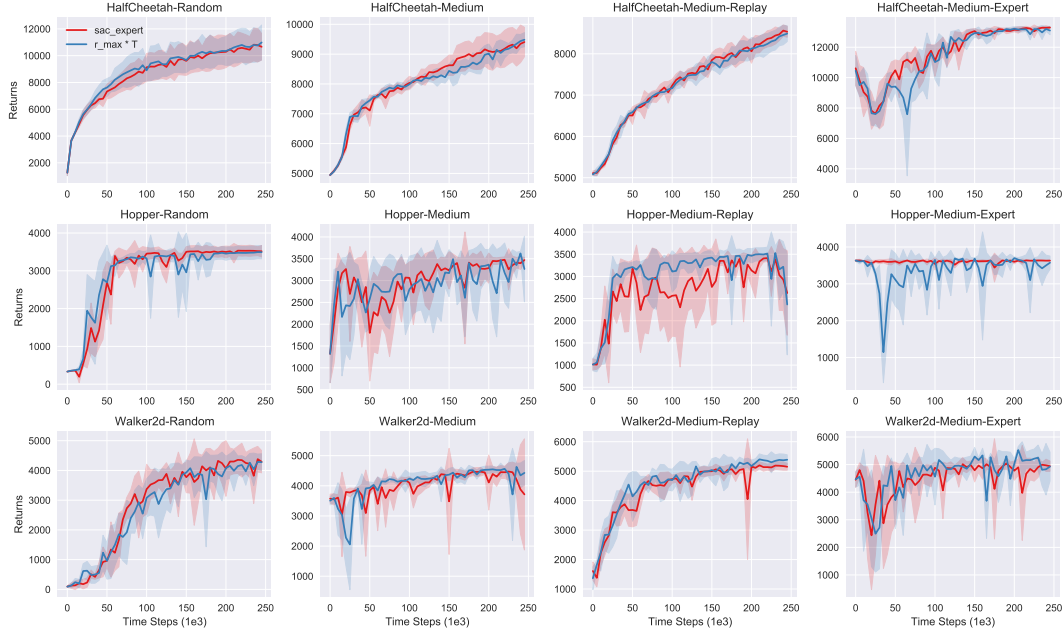 HalfCheetah-Random
HalfCheetah-Medium
HalfCheetah-Medium-Replay
HalfCheetah-Medium-Expert
sac_expert
r_max * T
Returns
12000
10000
8000
6000
4000
2000
0 50 100 150 200 250
10000
9000
8000
7000
6000
5000
0 50 100 150 200 250
8000
7000
6000
5000
0 50 100 150 200 250
12000
10000
8000
6000
4000
0 50 100 150 200 250
Hopper-Random
Hopper-Medium
Hopper-Medium-Replay
Hopper-Medium-Expert
Returns
4000
3000
2000
1000
0
0 50 100 150 200 250
4000
3500
3000
2500
2000
1500
1000
500
0 50 100 150 200 250
4000
3500
3000
2500
2000
1500
1000
500
0 50 100 150 200 250
4000
3000
2000
1000
0 50 100 150 200 250
Walker2d-Random
Walker2d-Medium
Walker2d-Medium-Replay
Walker2d-Medium-Expert
Returns
5000
4000
3000
2000
1000
0
0 50 100 150 200 250
5000
4000
3000
2000
1000
0 50 100 150 200 250
6000
5000
4000
3000
2000
1000
0 50 100 150 200 250
6000
5000
4000
3000
2000
1000
0 50 100 150 200 250
Time Steps (1e3)
Time Steps (1e3)
Time Steps (1e3)
Time Steps (1e3)